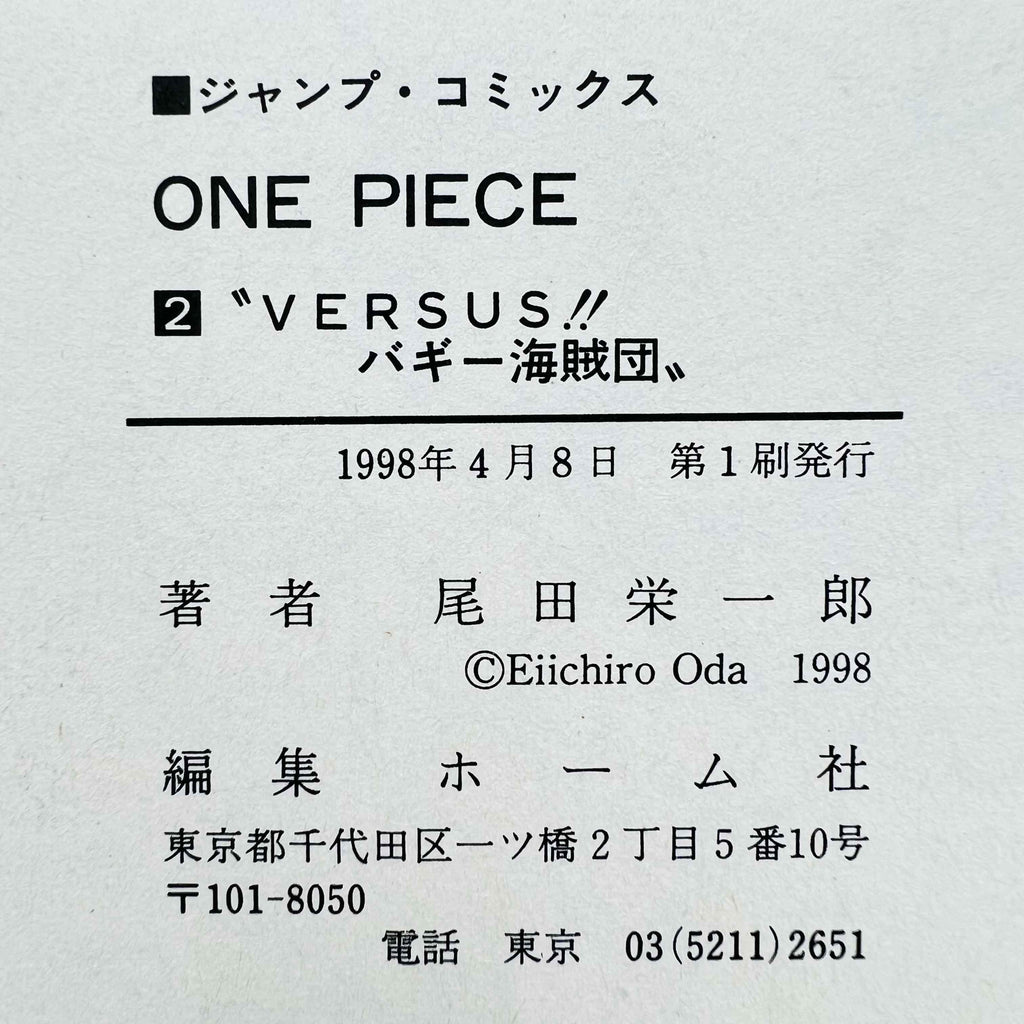 ■ジャンプ・コミックス
ONE PIECE
2 〝VERSUS!!
バギー海賊団〟
1998年4月8日 第1刷発行
著者 尾田栄一郎
©Eiichiro Oda 1998
編集 ホーム社
東京都千代田区一ツ橋2丁目5番10号
〒101-8050
電話 東京 03(5211)2651